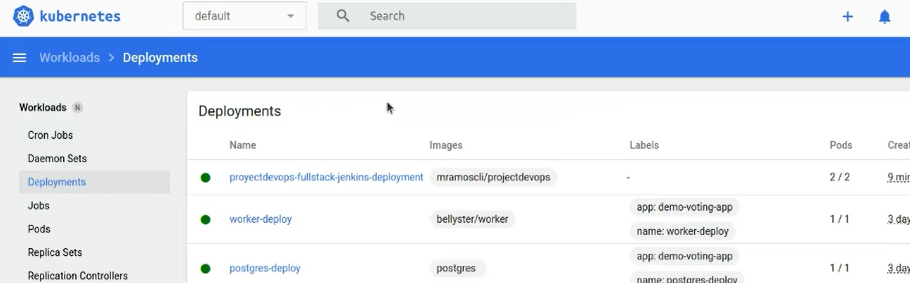 kubernetes
default
Search
Workloads > Deployments
Workloads N
Cron Jobs
Daemon Sets
Deployments
Jobs
Pods
Replica Sets
Replication Controllers
Deployments
Name Images Labels Pods Creat
proyectdevops-fullstack-jenkins-deployment mramoscli/projectdevops - 2 / 2 9 min
worker-deploy bellyster/worker app: demo-voting-app 1 / 1 3 day
name: worker-deploy
postgres-deploy postgres app: demo-voting-app 1 / 1 3 day
name: postgres-deploy